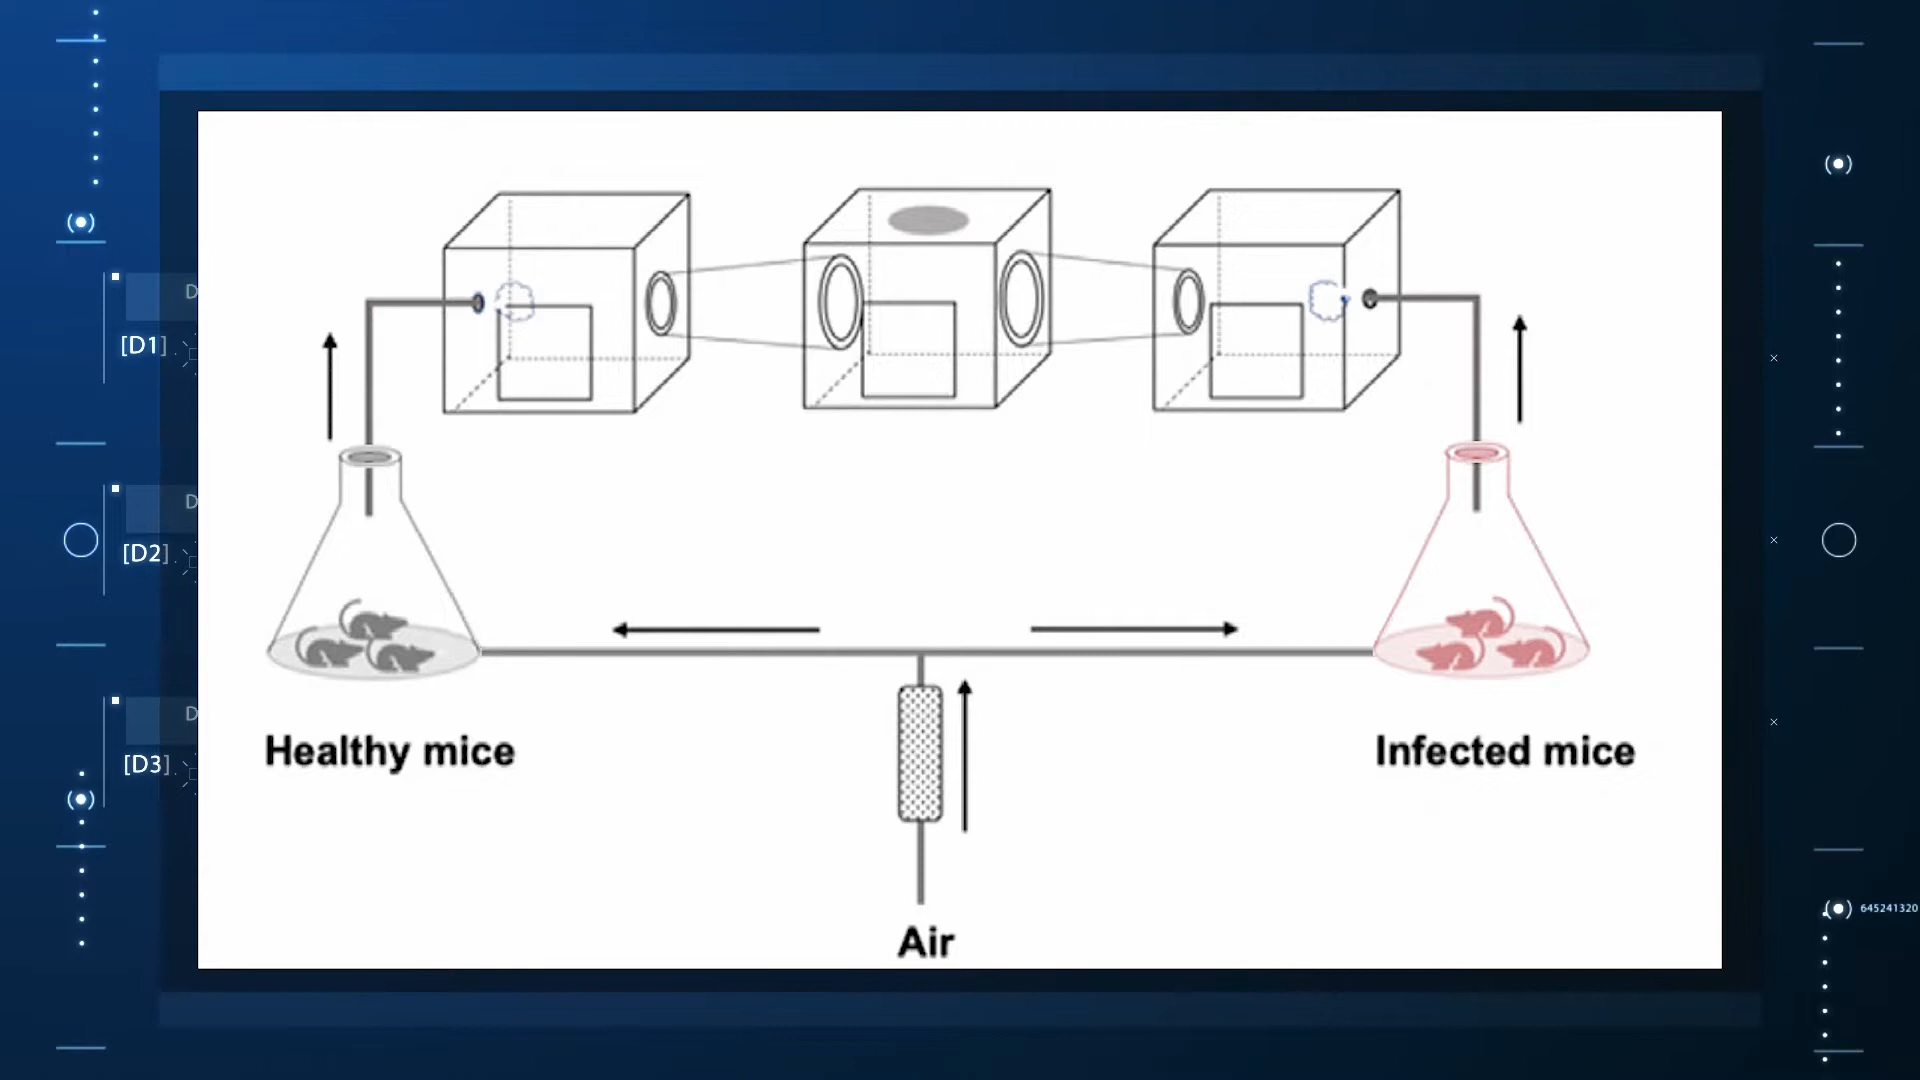 D
[D1]
D
[D2]
D
[D3]
Healthy mice
Infected mice
645241320
Air